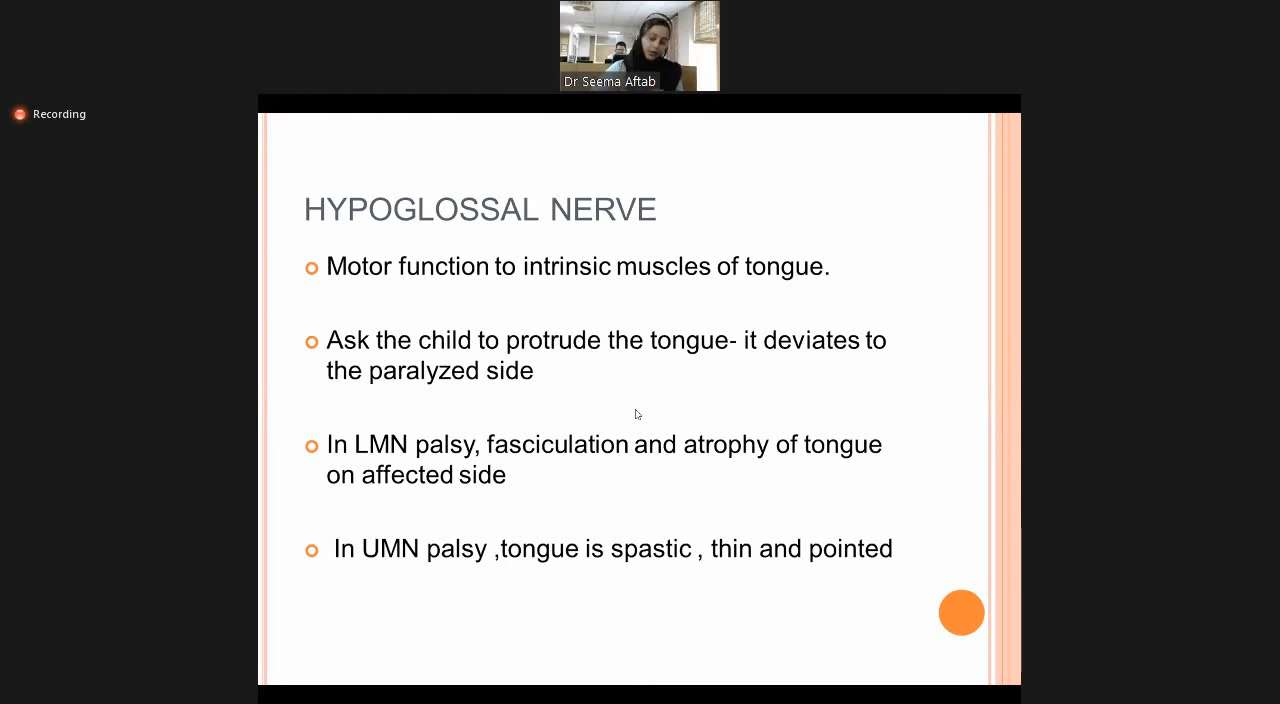 Dr Seema Aftab
Recording
HYPOGLOSSAL NERVE
Motor function to intrinsic muscles of tongue.
Ask the child to protrude the tongue- it deviates to
the paralyzed side
In LMN palsy, fasciculation and atrophy of tongue
on affected side
In UMN palsy ,tongue is spastic , thin and pointed